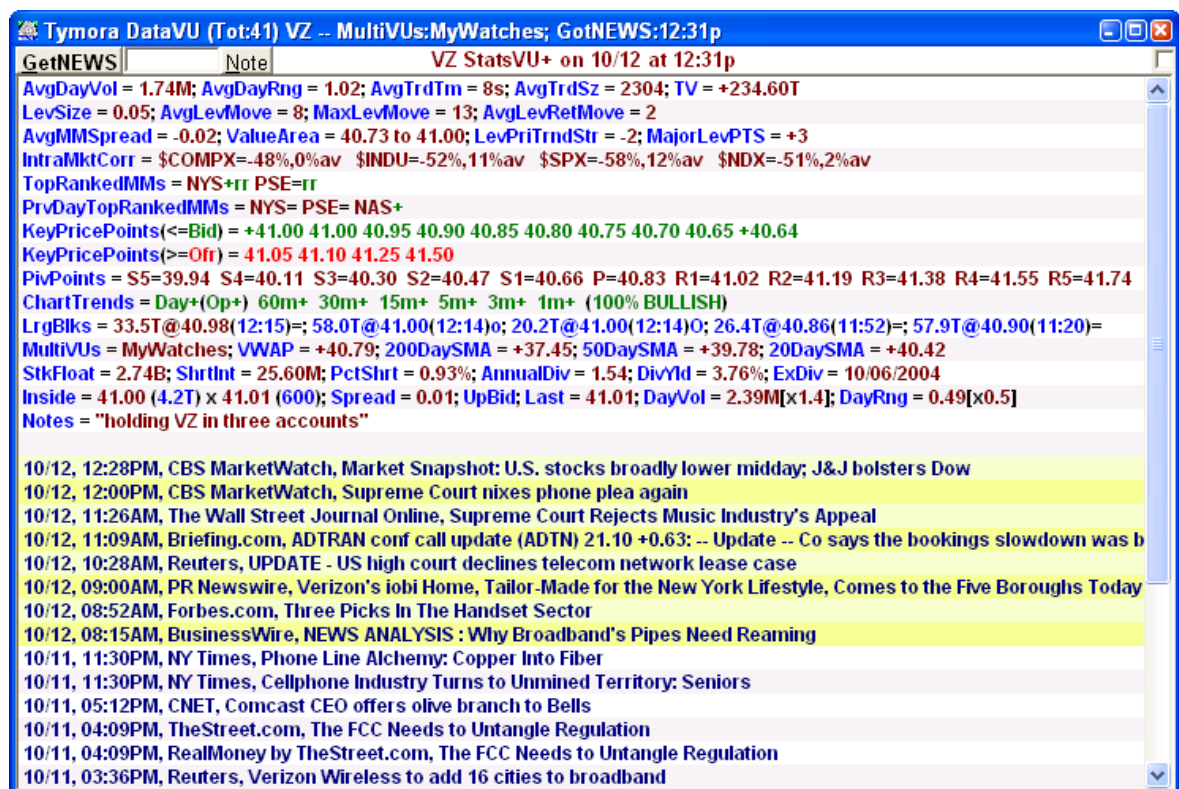 Tymora DataVU (Tot:41) VZ -- MultiVUs:MyWatches; GotNEWS:12:31p
GetNEWS Note VZ StatsVU+ on 10/12 at 12:31p
AvgDayVol = 1.74M; AvgDayRng = 1.02; AvgTrdTm = 8s; AvgTrdSz = 2304; TV = +234.60T
LevSize = 0.05; AvgLevMove = 8; MaxLevMove = 13; AvgLevRetMove = 2
AvgMMSpread = -0.02; ValueArea = 40.73 to 41.00; LevPriTrndStr = -2; MajorLevPTS = +3
IntraMktCorr = $COMPX=-48%,0%av $INDU=-52%,11%av $SPX=-58%,12%av $NDX=-51%,2%av
TopRankedMMs = NYS+rr PSE=rr
PrvDayTopRankedMMs = NYS= PSE= NAS+
KeyPricePoints(<=Bid) = +41.00 41.00 40.95 40.90 40.85 40.80 40.75 40.70 40.65 +40.64
KeyPricePoints(>=Ofr) = 41.05 41.10 41.25 41.50
PivPoints = S5=39.94 S4=40.11 S3=40.30 S2=40.47 S1=40.66 P=40.83 R1=41.02 R2=41.19 R3=41.38 R4=41.55 R5=41.74
ChartTrends = Day+(Op+) 60m+ 30m+ 15m+ 5m+ 3m+ 1m+ (100% BULLISH)
LrgBlks = 33.5T@40.98(12:15)=; 58.0T@41.00(12:14)o; 20.2T@41.00(12:14)O; 26.4T@40.86(11:52)=; 57.9T@40.90(11:20)=
MultiVUs = MyWatches; VWAP = +40.79; 200DaySMA = +37.45; 50DaySMA = +39.78; 20DaySMA = +40.42
StkFloat = 2.74B; ShrtInt = 25.60M; PctShrt = 0.93%; AnnualDiv = 1.54; DivYld = 3.76%; ExDiv = 10/06/2004
Inside = 41.00 (4.2T) x 41.01 (600); Spread = 0.01; UpBid; Last = 41.01; DayVol = 2.39M[x1.4]; DayRng = 0.49[x0.5]
Notes = "holding VZ in three accounts"
10/12, 12:28PM, CBS MarketWatch, Market Snapshot: U.S. stocks broadly lower midday; J&J bolsters Dow
10/12, 12:00PM, CBS MarketWatch, Supreme Court nixes phone plea again
10/12, 11:26AM, The Wall Street Journal Online, Supreme Court Rejects Music Industry's Appeal
10/12, 11:09AM, Briefing.com, ADTRAN conf call update (ADTN) 21.10 +0.63: -- Update -- Co says the bookings slowdown was b
10/12, 10:28AM, Reuters, UPDATE - US high court declines telecom network lease case
10/12, 09:00AM, PR Newswire, Verizon's iobi Home, Tailor-Made for the New York Lifestyle, Comes to the Five Boroughs Today
10/12, 08:52AM, Forbes.com, Three Picks In The Handset Sector
10/12, 08:15AM, BusinessWire, NEWS ANALYSIS : Why Broadband's Pipes Need Reaming
10/11, 11:30PM, NY Times, Phone Line Alchemy: Copper Into Fiber
10/11, 11:30PM, NY Times, Cellphone Industry Turns to Unmined Territory: Seniors
10/11, 05:12PM, CNET, Comcast CEO offers olive branch to Bells
10/11, 04:09PM, TheStreet.com, The FCC Needs to Untangle Regulation
10/11, 04:09PM, RealMoney by TheStreet.com, The FCC Needs to Untangle Regulation
10/11, 03:36PM, Reuters, Verizon Wireless to add 16 cities to broadband